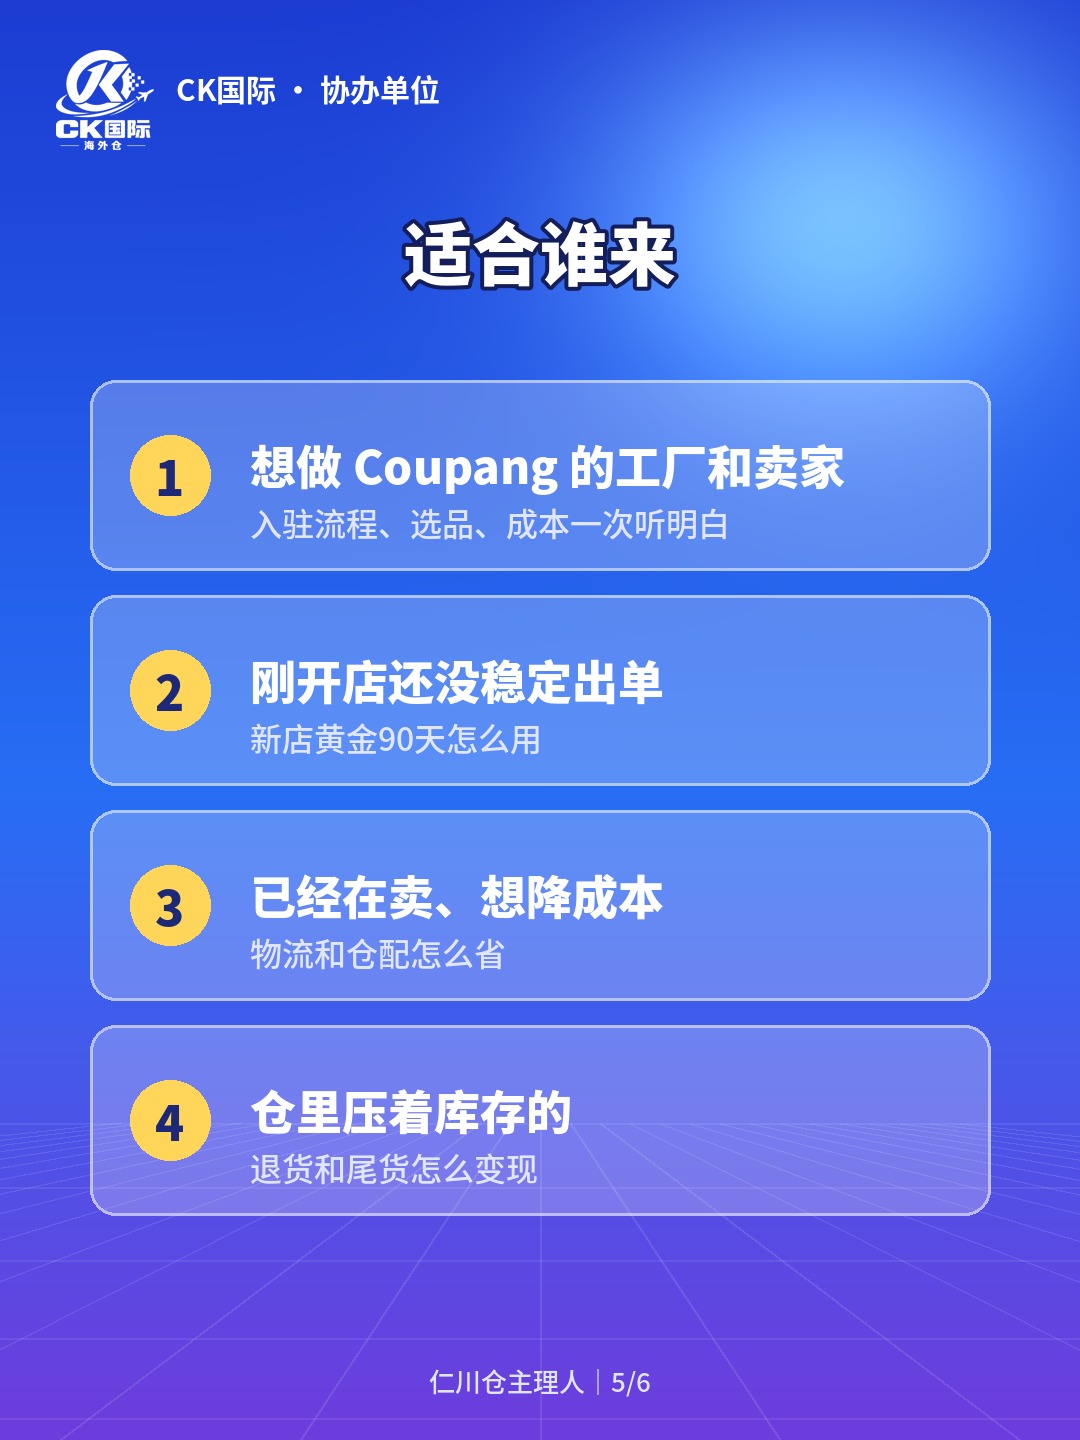 CK国际
海外仓
CK国际 · 协办单位
适合谁来
1
想做 Coupang 的工厂和卖家
入驻流程、选品、成本一次听明白
2
刚开店还没稳定出单
新店黄金90天怎么用
3
已经在卖、想降成本
物流和仓配怎么省
4
仓里压着库存的
退货和尾货怎么变现
仁川仓主理人｜5/6